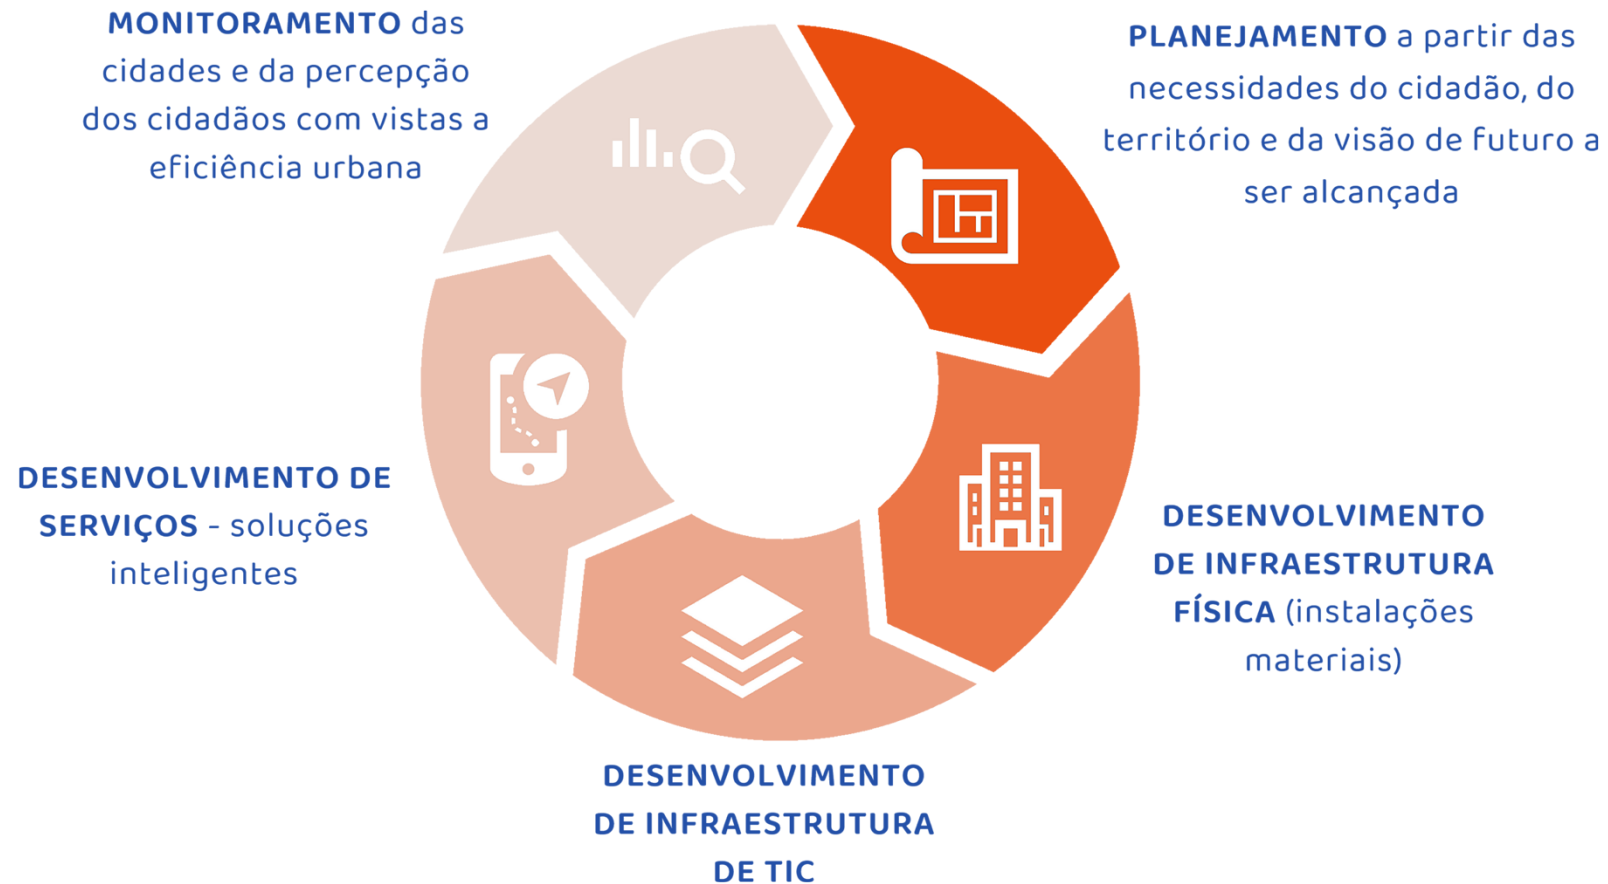 MONITORAMENTO das
cidades e da percepção
dos cidadãos com vistas a
eficiência urbana
PLANEJAMENTO a partir das
necessidades do cidadão, do
território e da visão de futuro a
ser alcançada
DESENVOLVIMENTO DE
SERVIÇOS - soluções
inteligentes
DESENVOLVIMENTO
DE INFRAESTRUTURA
FÍSICA (instalações
materiais)
DESENVOLVIMENTO
DE INFRAESTRUTURA
DE TIC